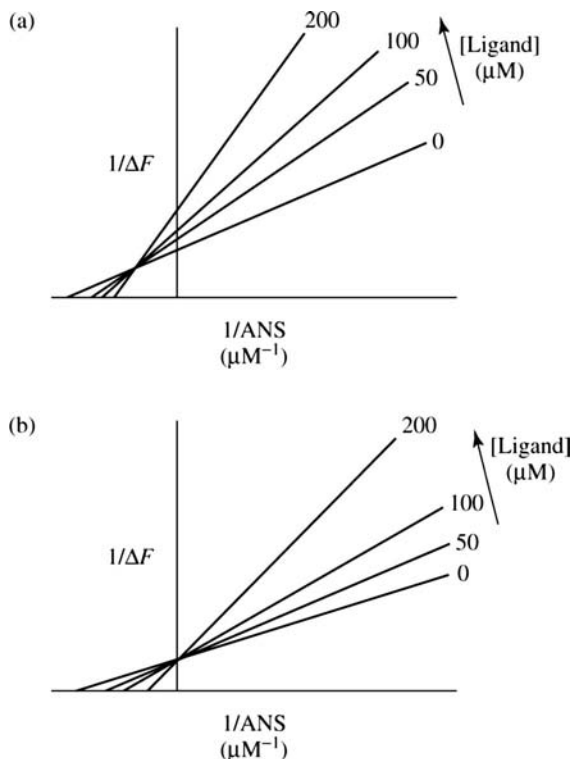 (a)
200
100
[Ligand]
(μM)
50
1/ΔF
0
1/ANS
(μM⁻¹)
(b)
200
[Ligand]
(μM)
100
1/ΔF
50
0
1/ANS
(μM⁻¹)